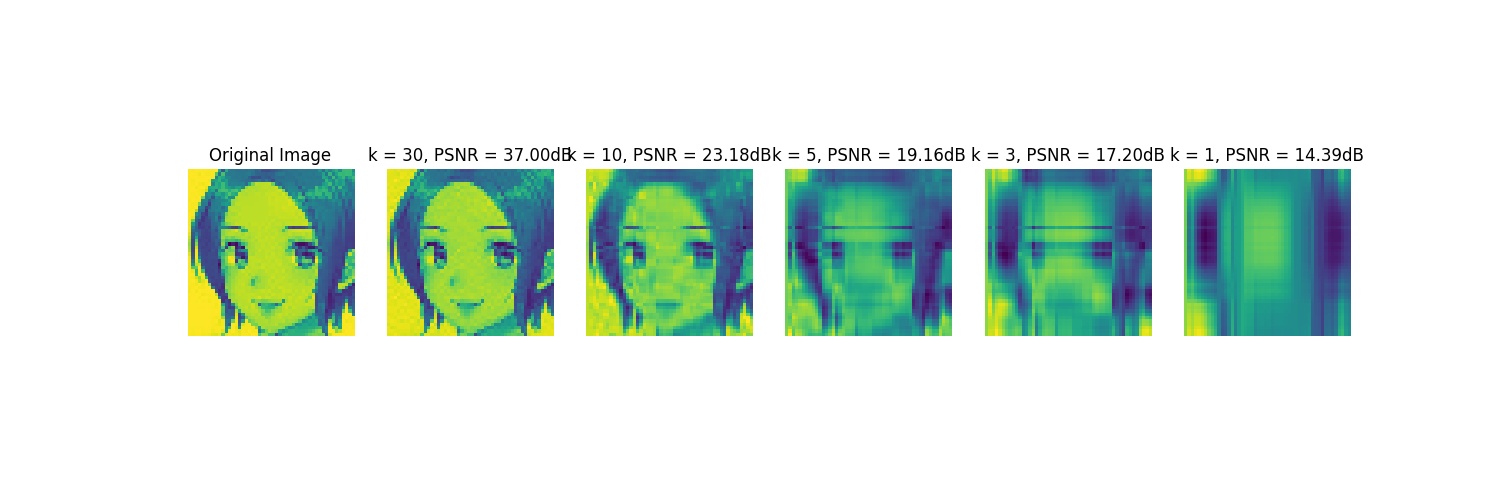 Original Image
k = 30, PSNR = 37.00dB
k = 10, PSNR = 23.18dB
k = 5, PSNR = 19.16dB
k = 3, PSNR = 17.20dB
k = 1, PSNR = 14.39dB